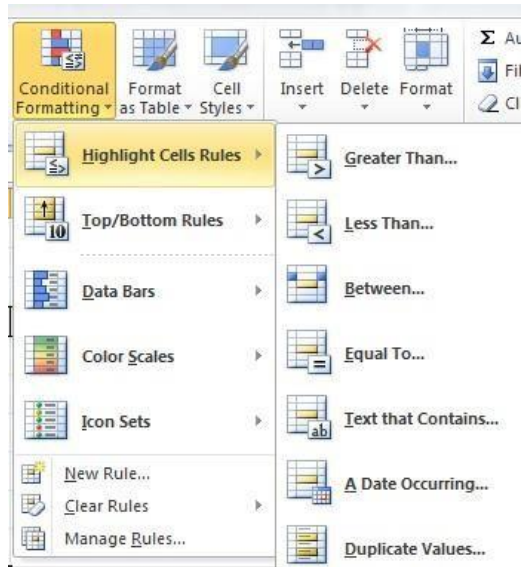 Conditional Formatting
Format as Table
Cell Styles
Insert
Delete
Format
Σ Au
Fil
Cl
Highlight Cells Rules
Top/Bottom Rules
Data Bars
Color Scales
Icon Sets
New Rule...
Clear Rules
Manage Rules...
Greater Than...
Less Than...
Between...
Equal To...
Text that Contains...
A Date Occurring...
Duplicate Values...